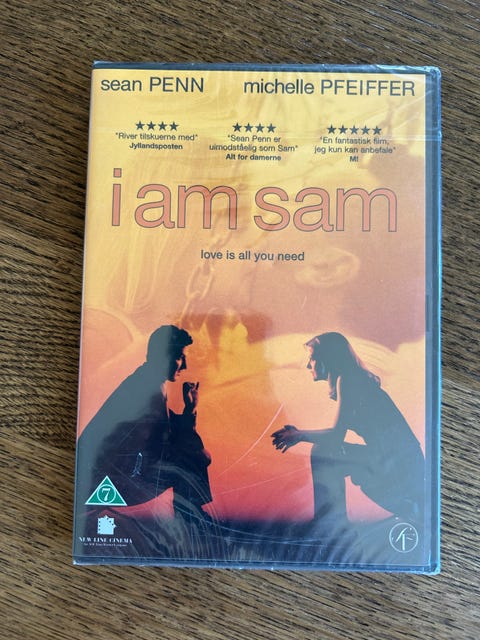 sean PENN michelle PFEIFFER
★★★★
"River tilskuerne med"
Jyllandsposten
★★★★
"Sean Penn er
uimodståelig som Sam"
Alt for damerne
★★★★★
"En fantastisk film,
jeg kun kan anbefale"
M!
i am sam
love is all you need
7
NEW LINE CINEMA